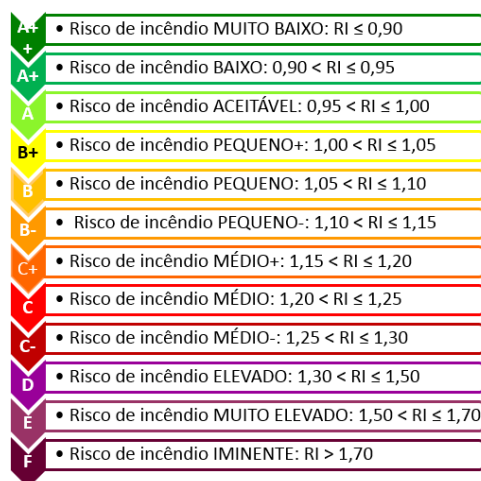 A++ • Risco de incêndio MUITO BAIXO: RI ≤ 0,90
A+ • Risco de incêndio BAIXO: 0,90 < RI ≤ 0,95
A • Risco de incêndio ACEITÁVEL: 0,95 < RI ≤ 1,00
B+ • Risco de incêndio PEQUENO+: 1,00 < RI ≤ 1,05
B • Risco de incêndio PEQUENO: 1,05 < RI ≤ 1,10
B- • Risco de incêndio PEQUENO-: 1,10 < RI ≤ 1,15
C+ • Risco de incêndio MÉDIO+: 1,15 < RI ≤ 1,20
C • Risco de incêndio MÉDIO: 1,20 < RI ≤ 1,25
C- • Risco de incêndio MÉDIO-: 1,25 < RI ≤ 1,30
D • Risco de incêndio ELEVADO: 1,30 < RI ≤ 1,50
E • Risco de incêndio MUITO ELEVADO: 1,50 < RI ≤ 1,70
F • Risco de incêndio IMINENTE: RI > 1,70